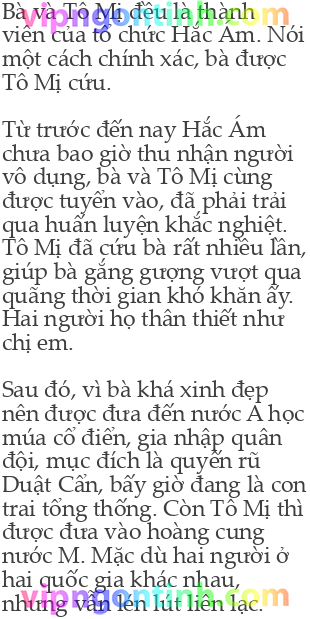 vipngontinh.com
Bà và Tô Mị đều là thành
viên của tổ chức Hắc Ám. Nói
một cách chính xác, bà được
Tô Mị cứu.

Từ trước đến nay Hắc Ám
chưa bao giờ thu nhận người
vô dụng, bà và Tô Mị cùng
được tuyển vào, đã phải trải
qua huấn luyện khắc nghiệt.
Tô Mị đã cứu bà rất nhiều lần,
giúp bà gắng gượng vượt qua
quãng thời gian khó khăn ấy.
Hai người họ thân thiết như
chị em.

Sau đó, vì bà khá xinh đẹp
nên được đưa đến nước A học
múa cổ điển, gia nhập quân
đội, mục đích là quyến rũ
Duật Cẩn, bấy giờ đang là con
trai tổng thống. Còn Tô Mị thì
được đưa vào hoàng cung
nước M. Mặc dù hai người ở
hai quốc gia khác nhau,
nhưng vẫn lén lút liên lạc.
vipngontinh.com